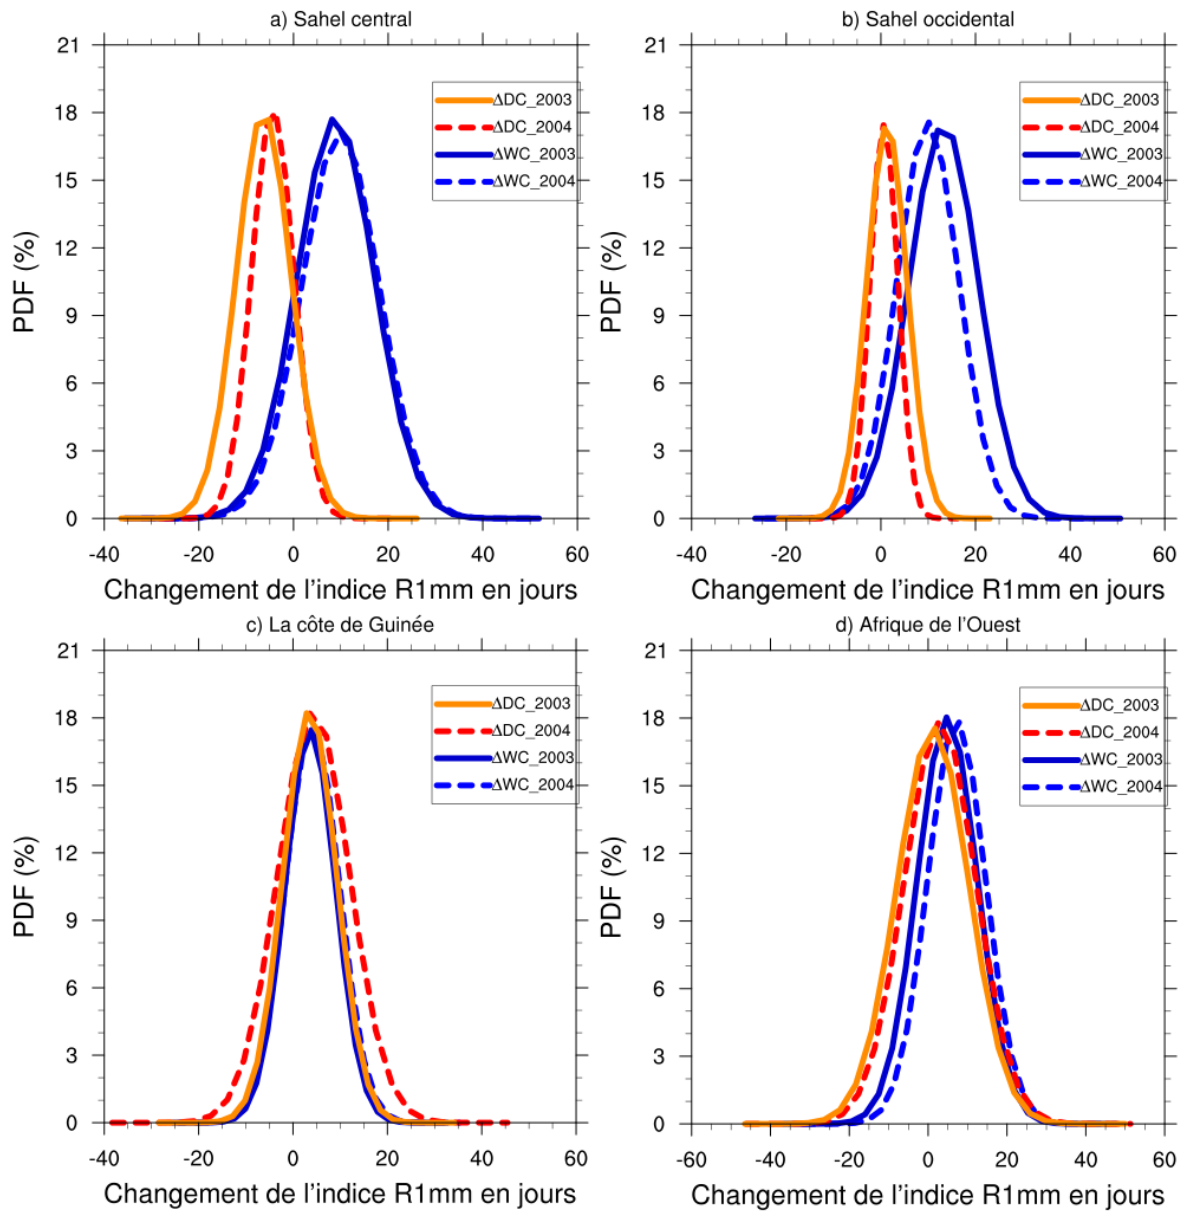 a) Sahel central
21
18
15
12
9
6
3
0
PDF (%)
ΔDC_2003
ΔDC_2004
ΔWC_2003
ΔWC_2004
-40 -20 0 20 40 60
Changement de l'indice R1mm en jours
b) Sahel occidental
21
18
15
12
9
6
3
0
PDF (%)
ΔDC_2003
ΔDC_2004
ΔWC_2003
ΔWC_2004
-40 -20 0 20 40 60
Changement de l'indice R1mm en jours
c) La côte de Guinée
21
18
15
12
9
6
3
0
PDF (%)
ΔDC_2003
ΔDC_2004
ΔWC_2003
ΔWC_2004
-40 -20 0 20 40 60
Changement de l'indice R1mm en jours
d) Afrique de l'Ouest
21
18
15
12
9
6
3
0
PDF (%)
ΔDC_2003
ΔDC_2004
ΔWC_2003
ΔWC_2004
-60 -40 -20 0 20 40 60
Changement de l'indice R1mm en jours